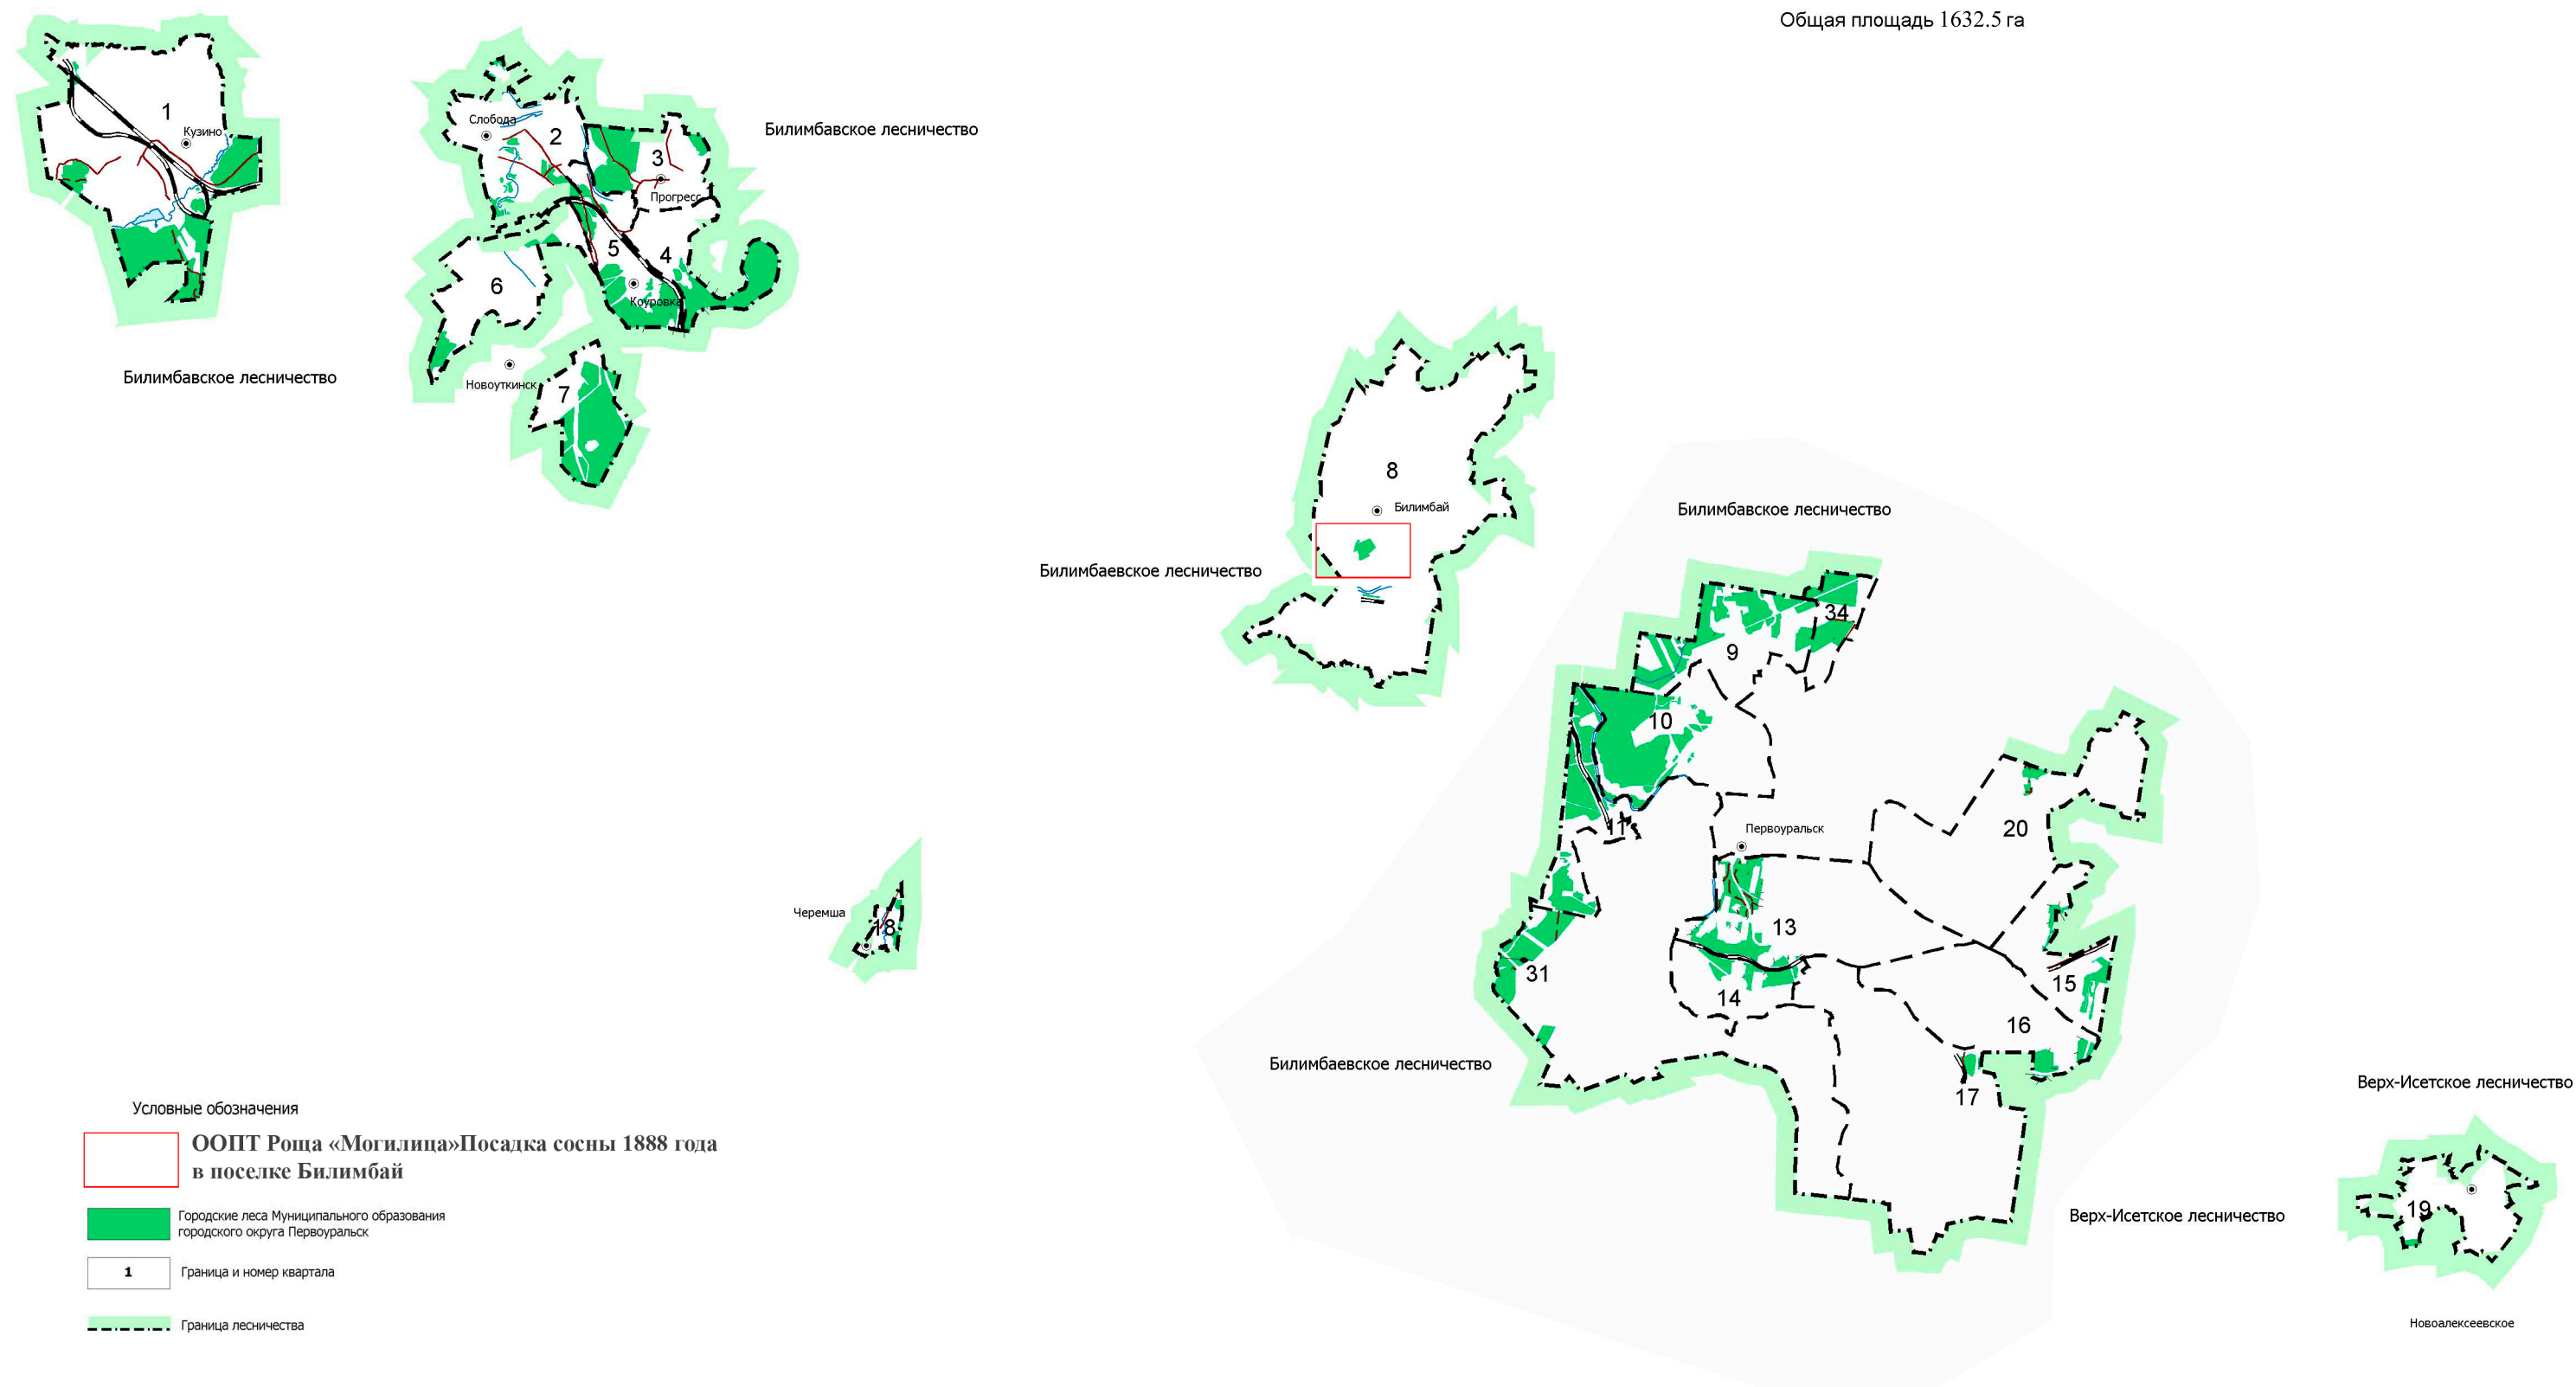 Общая площадь 1632.5 га
1
Кузино
Билимбавское лесничество
Слобода
2
3
Прогресс
Билимбавское лесничество
5
4
6
Коуровка
Новоуткинск
7
8
Билимбай
Билимбаевское лесничество
Билимбавское лесничество
34
9
10
11
Первоуральск
20
Черемша
18
13
31
14
15
16
17
Билимбаевское лесничество
Верх-Исетское лесничество
Верх-Исетское лесничество
19
Новоалексеевское
Условные обозначения
ООПТ Роща «Могилица»Посадка сосны 1888 года
в поселке Билимбай
Городские леса Муниципального образования
городского округа Первоуральск
1
Граница и номер квартала
Граница лесничества